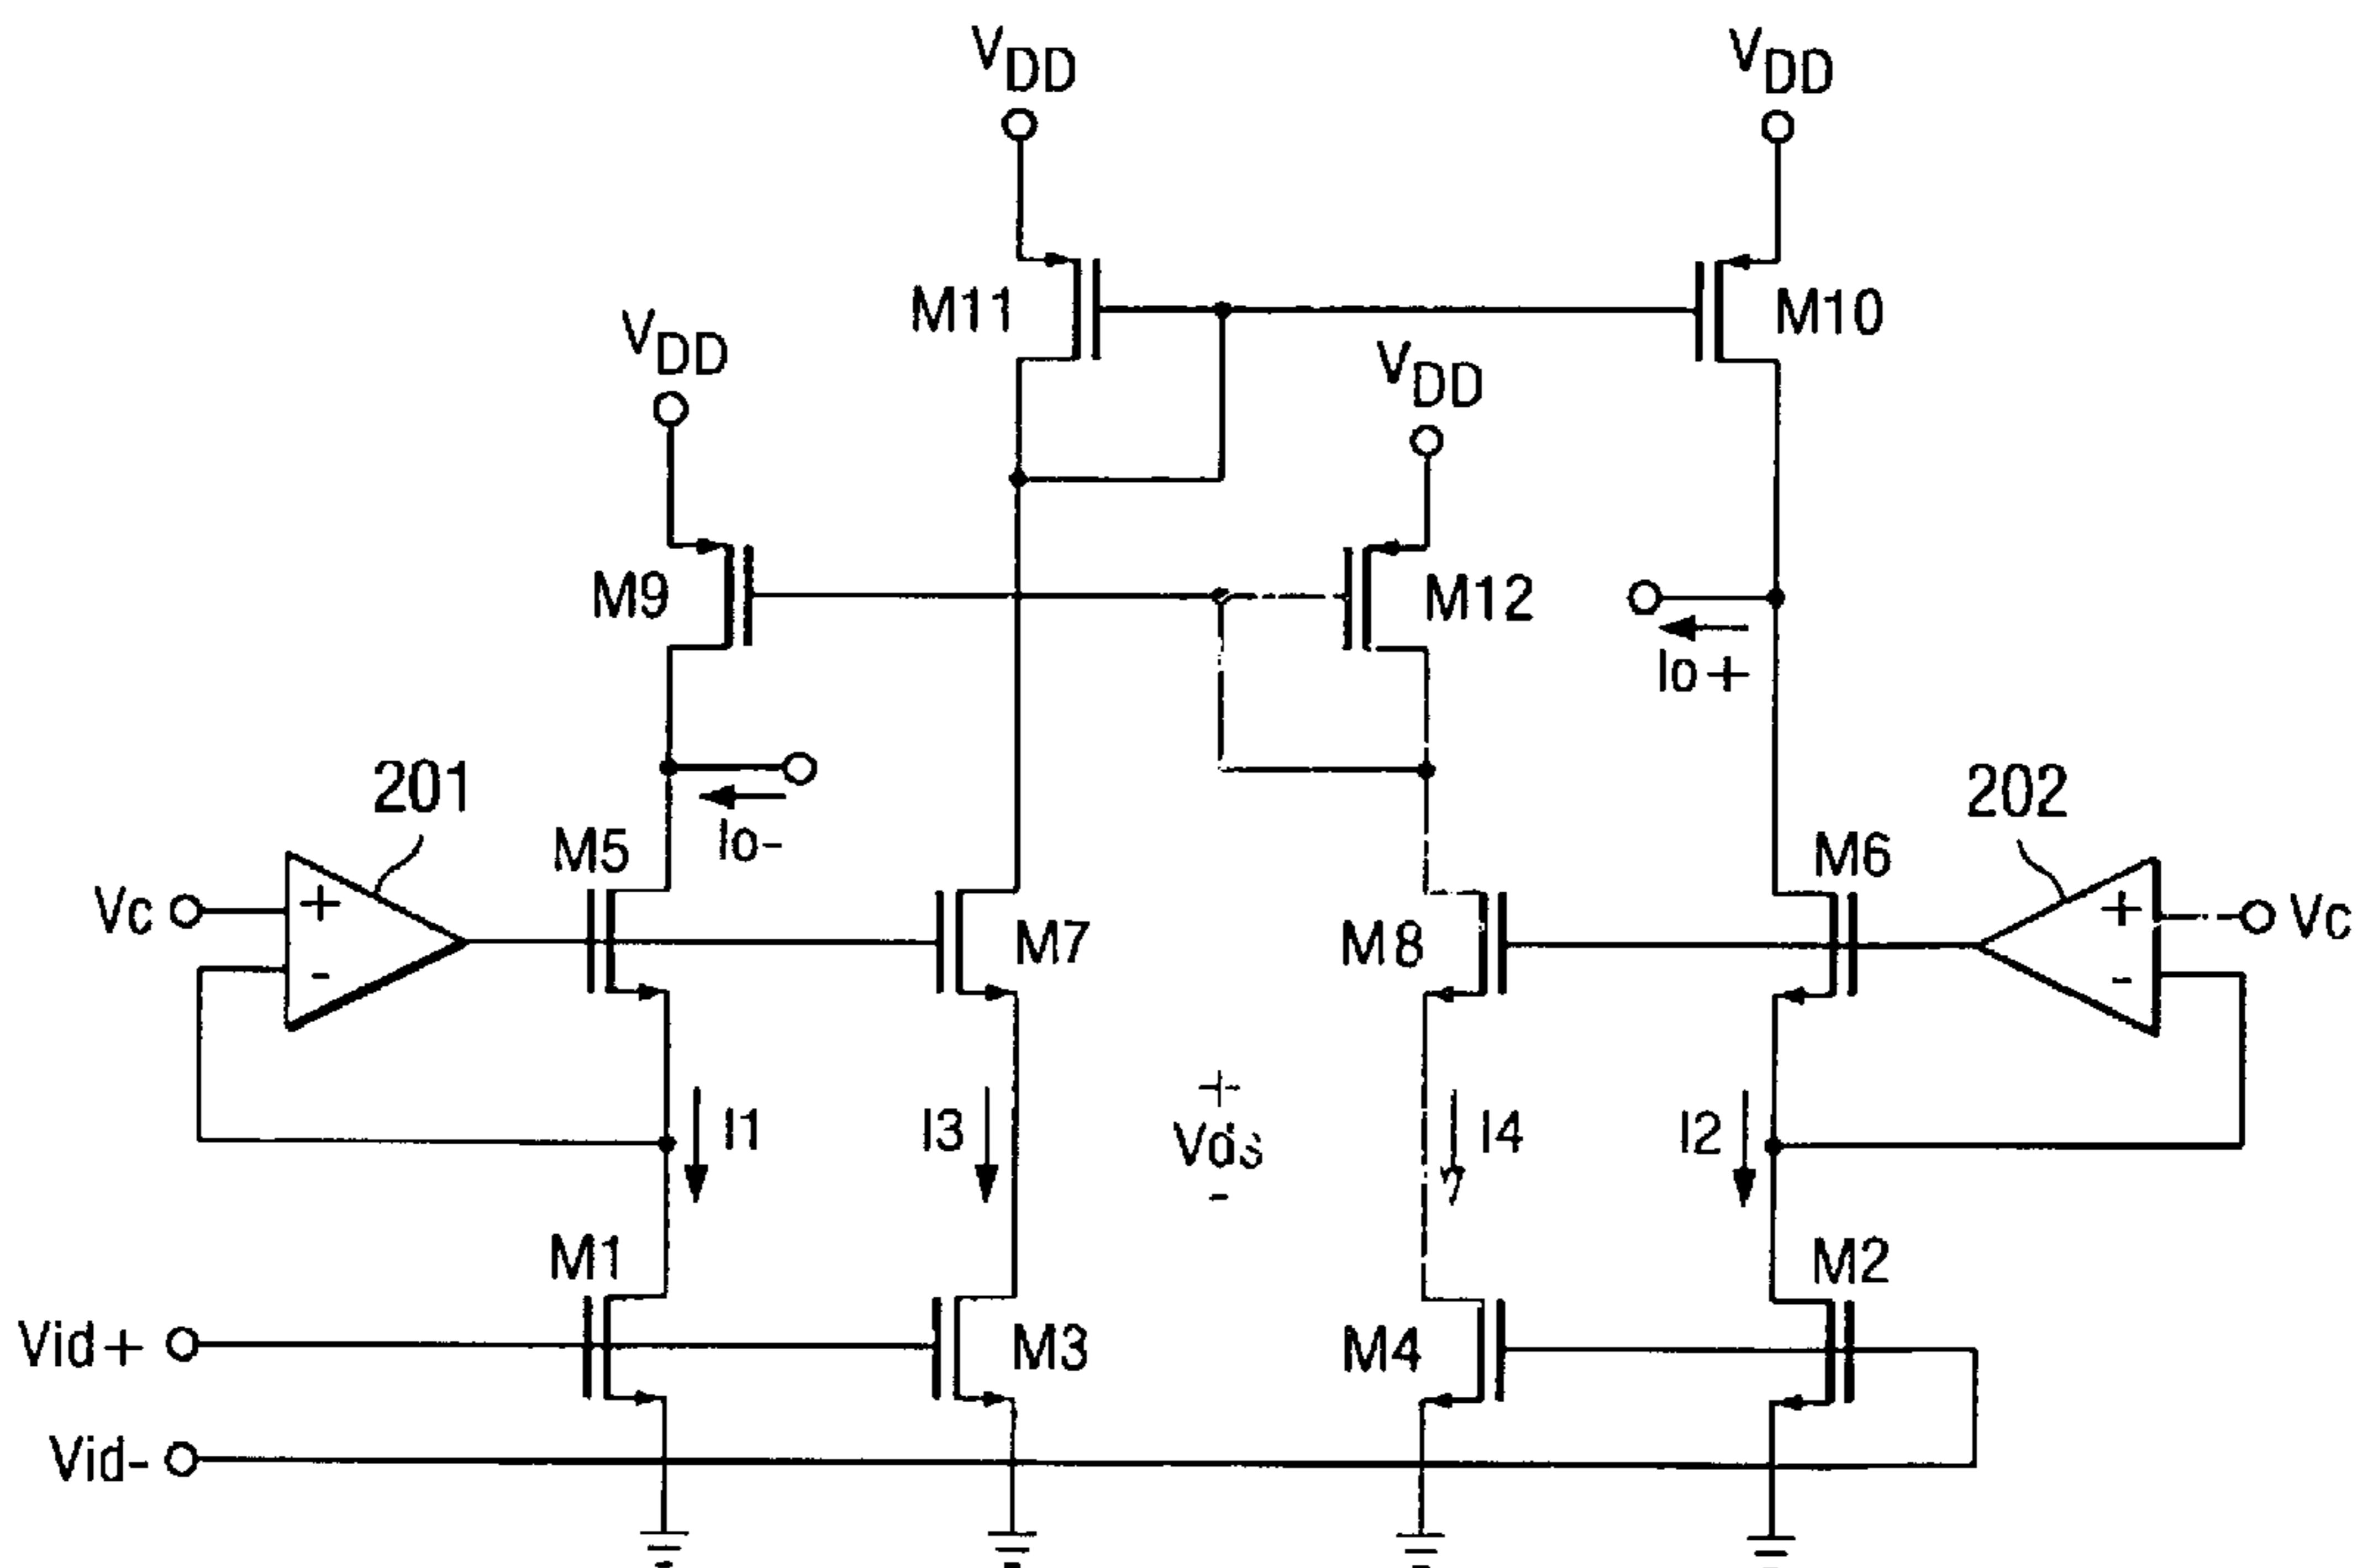 VDD
VDD
M11
M10
VDD
VDD
M9
M12
Io+
201
202
Io-
M5
M6
Vc
+
-
M7
M8
+
-
Vc
I1
I3
+
Vds
-
I4
I2
M1
M2
Vid+
M3
M4
Vid-